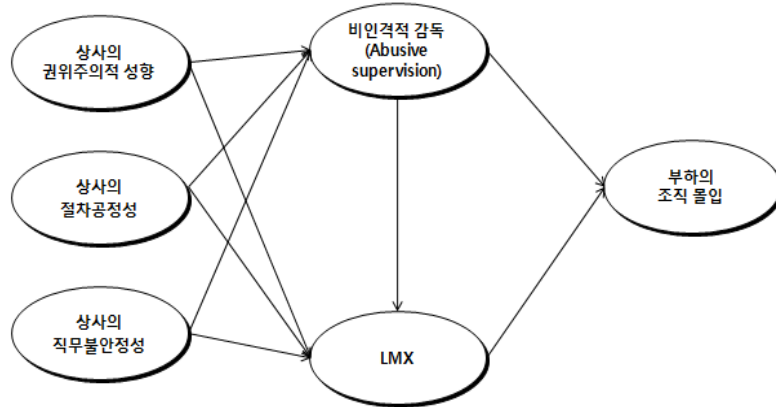 상사의
권위주의적 성향
비인격적 감독
(Abusive
supervision)
상사의
절차공정성
부하의
조직 몰입
상사의
직무불안정성
LMX